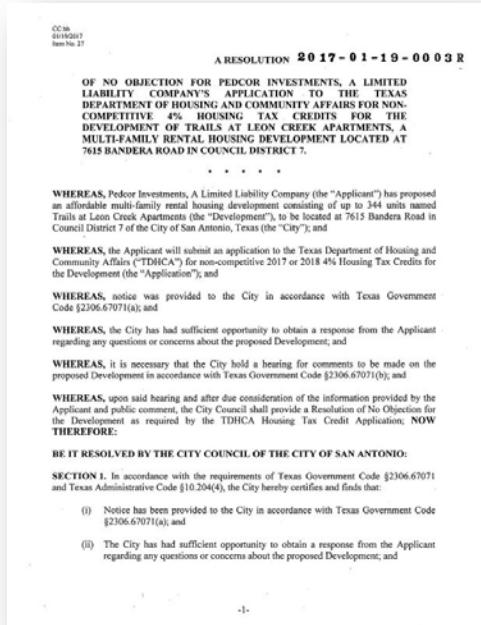 CC bb
01/19/2017
Item No. 27
A RESOLUTION 2017-01-19-0003R
OF NO OBJECTION FOR PEDCOR INVESTMENTS, A LIMITED
LIABILITY COMPANY'S APPLICATION TO THE TEXAS
DEPARTMENT OF HOUSING AND COMMUNITY AFFAIRS FOR NON-
COMPETITIVE 4% HOUSING TAX CREDITS FOR THE
DEVELOPMENT OF TRAILS AT LEON CREEK APARTMENTS, A
MULTI-FAMILY RENTAL HOUSING DEVELOPMENT LOCATED AT
7615 BANDERA ROAD IN COUNCIL DISTRICT 7.
* * * * *
WHEREAS, Pedcor Investments, A Limited Liability Company (the "Applicant") has proposed
an affordable multi-family rental housing development consisting of up to 344 units named
Trails at Leon Creek Apartments (the "Development"), to be located at 7615 Bandera Road in
Council District 7 of the City of San Antonio, Texas (the "City"); and
WHEREAS, the Applicant will submit an application to the Texas Department of Housing and
Community Affairs ("TDHCA") for non-competitive 2017 or 2018 4% Housing Tax Credits for
the Development (the "Application"); and
WHEREAS, notice was provided to the City in accordance with Texas Government
Code §2306.67071(a); and
WHEREAS, the City has had sufficient opportunity to obtain a response from the Applicant
regarding any questions or concerns about the proposed Development; and
WHEREAS, it is necessary that the City hold a hearing for comments to be made on the
proposed Development in accordance with Texas Government Code §2306.67071(b); and
WHEREAS, upon said hearing and after due consideration of the information provided by the
Applicant and public comment, the City Council shall provide a Resolution of No Objection for
the Development as required by the TDHCA Housing Tax Credit Application; NOW
THEREFORE:
BE IT RESOLVED BY THE CITY COUNCIL OF THE CITY OF SAN ANTONIO:
SECTION 1. In accordance with the requirements of Texas Government Code §2306.67071
and Texas Administrative Code §10.204(4), the City hereby certifies and finds that:
(i) Notice has been provided to the City in accordance with Texas Government Code
§2306.67071(a); and
(ii) The City has had sufficient opportunity to obtain a response from the Applicant
regarding any questions or concerns about the proposed Development; and
-1-